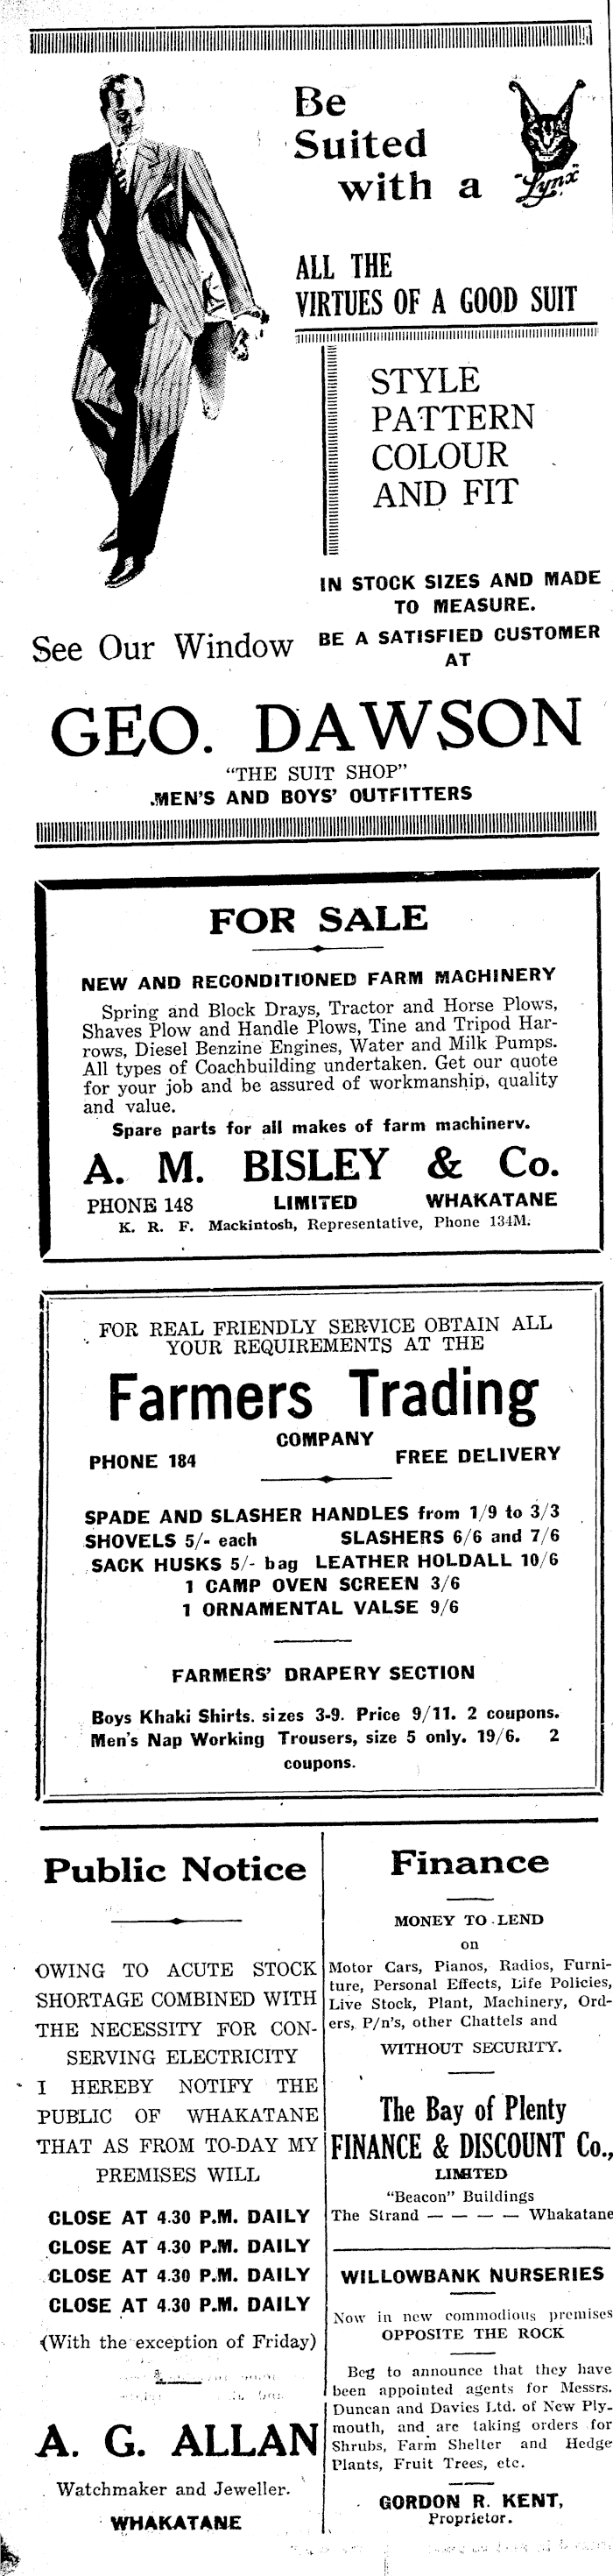 Be
Suited
with a
"Lynx"
ALL THE
VIRTUES OF A GOOD SUIT
STYLE
PATTERN
COLOUR
AND FIT
IN STOCK SIZES AND MADE
TO MEASURE.
See Our Window
BE A SATISFIED CUSTOMER
AT
GEO. DAWSON
"THE SUIT SHOP"
MEN'S AND BOYS' OUTFITTERS
FOR SALE
NEW AND RECONDITIONED FARM MACHINERY
Spring and Block Drays, Tractor and Horse Plows,
Shaves Plow and Handle Plows, Tine and Tripod Har-
rows, Diesel Benzine Engines, Water and Milk Pumps.
All types of Coachbuilding undertaken. Get our quote
for your job and be assured of workmanship, quality
and value.
Spare parts for all makes of farm machinery.
A. M. BISLEY & Co.
PHONE 148 LIMITED WHAKATANE
K. R. F. Mackintosh, Representative, Phone 134M.
FOR REAL FRIENDLY SERVICE OBTAIN ALL
YOUR REQUIREMENTS AT THE
Farmers Trading
COMPANY
PHONE 184 FREE DELIVERY
SPADE AND SLASHER HANDLES from 1/9 to 3/3
SHOVELS 5/- each SLASHERS 6/6 and 7/6
SACK HUSKS 5/- bag LEATHER HOLDALL 10/6
1 CAMP OVEN SCREEN 3/6
1 ORNAMENTAL VALSE 9/6
FARMERS' DRAPERY SECTION
Boys Khaki Shirts. sizes 3-9. Price 9/11. 2 coupons.
Men's Nap Working Trousers, size 5 only. 19/6. 2
coupons.
Public Notice
OWING TO ACUTE STOCK
SHORTAGE COMBINED WITH
THE NECESSITY FOR CON-
SERVING ELECTRICITY
I HEREBY NOTIFY THE
PUBLIC OF WHAKATANE
THAT AS FROM TO-DAY MY
PREMISES WILL
CLOSE AT 4.30 P.M. DAILY
CLOSE AT 4.30 P.M. DAILY
CLOSE AT 4.30 P.M. DAILY
CLOSE AT 4.30 P.M. DAILY
(With the exception of Friday)
A. G. ALLAN
Watchmaker and Jeweller.
WHAKATANE
Finance
MONEY TO LEND
on
Motor Cars, Pianos, Radios, Furni-
ture, Personal Effects, Life Policies,
Live Stock, Plant, Machinery, Ord-
ers, P/n's, other Chattels and
WITHOUT SECURITY.
The Bay of Plenty
FINANCE & DISCOUNT Co.,
LIMITED
"Beacon" Buildings
The Strand — — — — Whakatane
WILLOWBANK NURSERIES
Now in new commodious premises
OPPOSITE THE ROCK
Beg to announce that they have
been appointed agents for Messrs.
Duncan and Davies Ltd. of New Ply-
mouth, and are taking orders for
Shrubs, Farm Shelter and Hedge
Plants, Fruit Trees, etc.
GORDON R. KENT,
Proprietor.